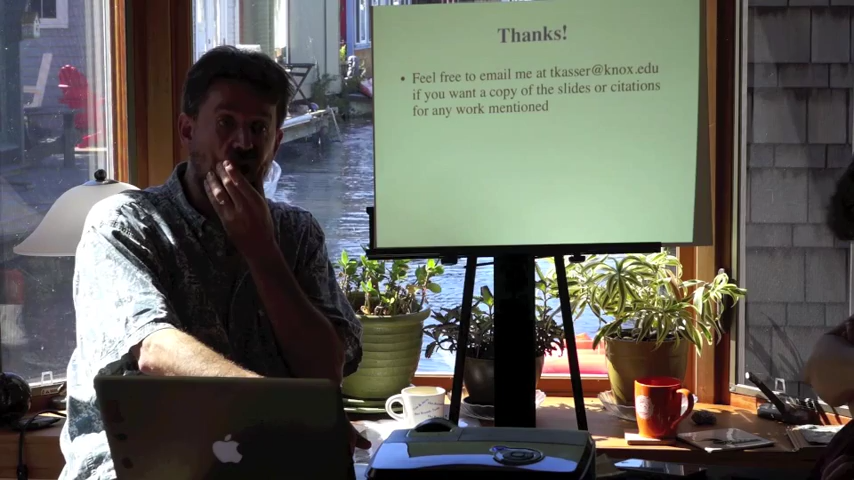 Thanks!
• Feel free to email me at tkasser@knox.edu
if you want a copy of the slides or citations
for any work mentioned